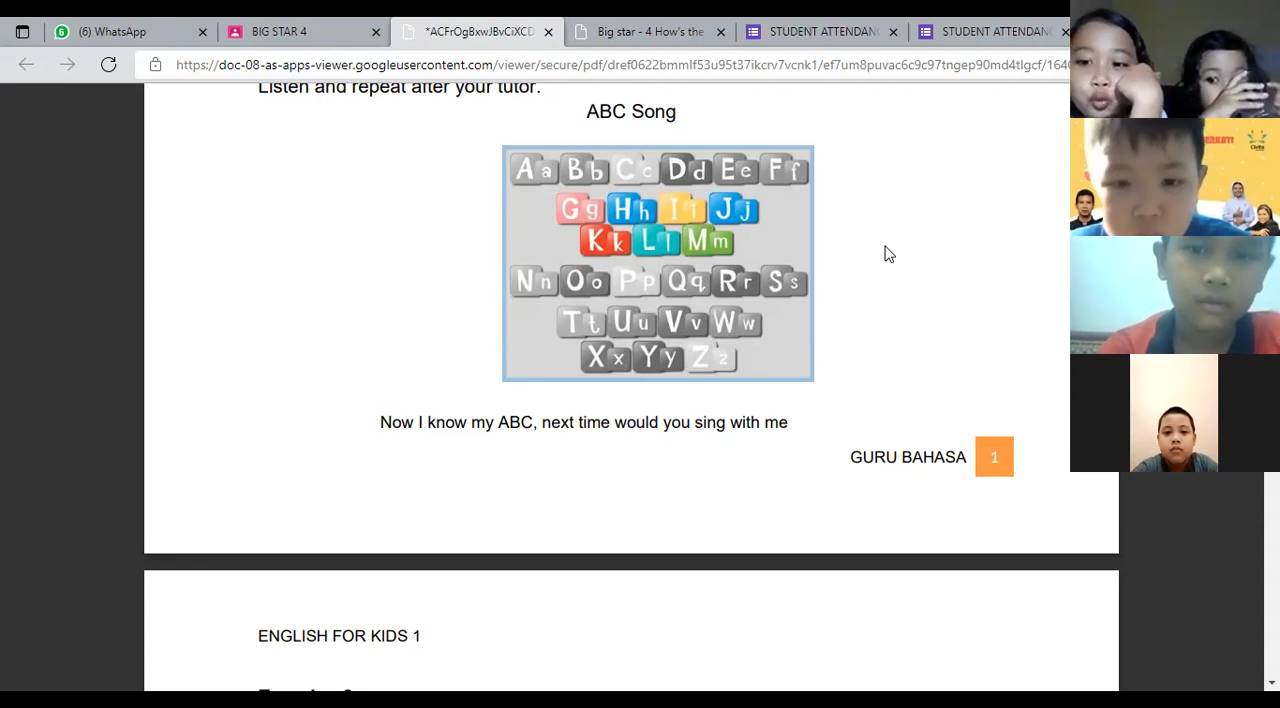 (6) WhatsApp
BIG STAR 4
*ACFrOgBxwJBvCiXCD
Big star - 4 How's the
STUDENT ATTENDAN
STUDENT ATTENDAN
https://doc-08-as-apps-viewer.googleusercontent.com/viewer/secure/pdf/dref0622bmmlf53u95t37ikcrv7vcnk1/ef7um8puvac6c9c97tngep90md4tlgcf/1640
Listen and repeat after your tutor.
ABC Song
Aa Bb Cc Dd Ee Ff
Gg Hh Ii Jj
Kk Ll Mm
Nn Oo Pp Qq Rr Ss
Tt Uu Vv Ww
Xx Yy Zz
Now I know my ABC, next time would you sing with me
GURU BAHASA 1
ENGLISH FOR KIDS 1